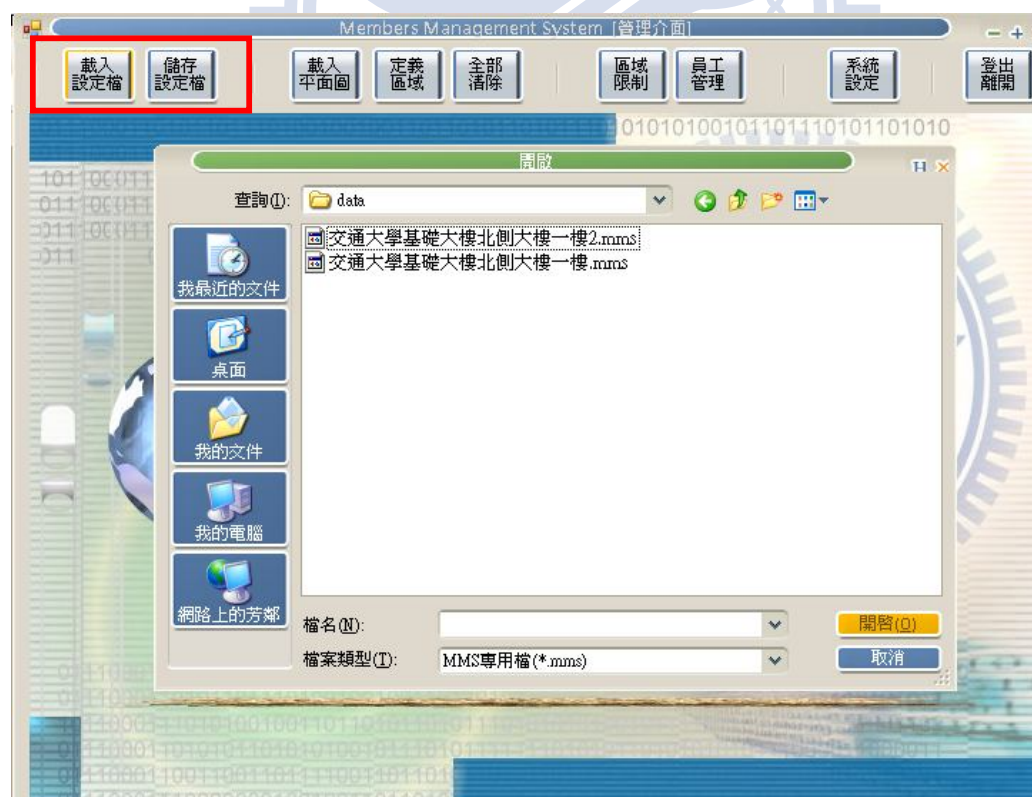 Members Management System [管理介面]
載入
設定檔
儲存
設定檔
載入
平面圖
定義
區域
全部
清除
區域
限制
員工
管理
系統
設定
登出
離開
010101001011011101011010101
開啟
查詢(I):
data
交通大學基礎大樓北側大樓一樓2.mms
交通大學基礎大樓北側大樓一樓.mms
我最近的文件
桌面
我的文件
我的電腦
網路上的芳鄰
檔名(N):
開啓(O)
檔案類型(T):
MMS專用檔(*.mms)
取消